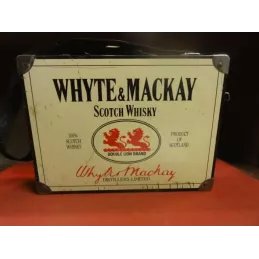 WHYTE & MACKAY
SCOTCH WHISKY
100%
SCOTCH
WHISKY
DOUBLE LION BRAND
PRODUCT
OF
SCOTLAND
Whyte & Mackay
DISTILLERS LIMITED